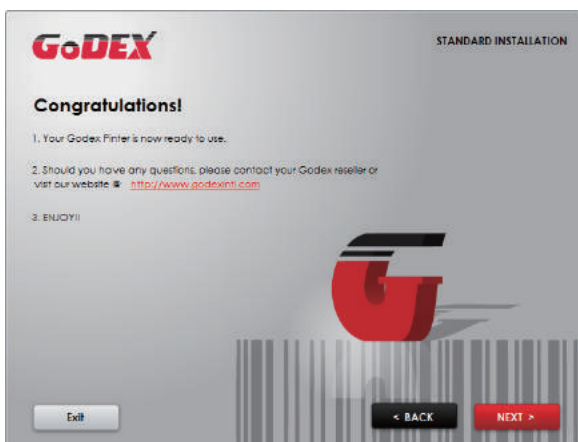 GoDEX
STANDARD INSTALLATION
Congratulations!
1. Your Godex Pinter is now ready to use.
2. Should you have any questions, please contact your Godex reseller or
visit our website @ http://www.godexintl.com
3. ENJOY!!
Exit
< BACK
NEXT >